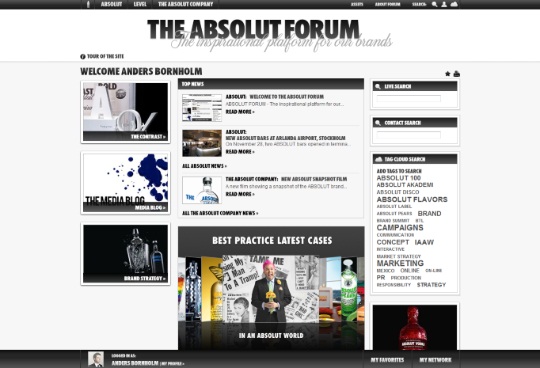 ABSOLUT LEVEL THE ABSOLUT COMPANY ASSETS ABOUT FORUM SEARCH:
THE ABSOLUT FORUM
The inspirational platform for our brands
TOUR OF THE SITE
WELCOME ANDERS BORNHOLM
THE CONTRAST »
THE MEDIA BLOG
MEDIA BLOG »
BRAND STRATEGY »
TOP NEWS
ABSOLUT: WELCOME TO THE ABSOLUT FORUM
ABSOLUT FORUM - The inspirational platform for our...
READ MORE »
ABSOLUT:
NEW ABSOLUT BARS AT ARLANDA AIRPORT, STOCKHOLM
On November 28, two ABSOLUT bars opened in termina...
READ MORE »
ALL ABSOLUT NEWS »
THE ABSOLUT COMPANY: NEW ABSOLUT SNAPSHOT FILM
A new film showing a snapshot of the ABSOLUT brand...
READ MORE »
ALL THE ABSOLUT COMPANY NEWS »
BEST PRACTICE LATEST CASES
IN AN ABSOLUT WORLD
LIVE SEARCH
CONTACT SEARCH
TAG CLOUD SEARCH
ADD TAGS TO SEARCH
ABSOLUT 100
ABSOLUT AKADEMI
ABSOLUT DISCO
ABSOLUT FLAVORS
ABSOLUT LABEL
ABSOLUT PEARS BRAND
BRAND SUMMIT BTL
CAMPAIGNS
COMMUNICATION
CONCEPT IAAW
INTERACTIVE
MARKET STRATEGY
MARKETING
MEXICO ONLINE ON-LINE
PR PRODUCTION
RESPONSIBILITY STRATEGY
LOGGED IN AS:
ANDERS BORNHOLM | MY PROFILE »
MY FAVORITES MY NETWORK